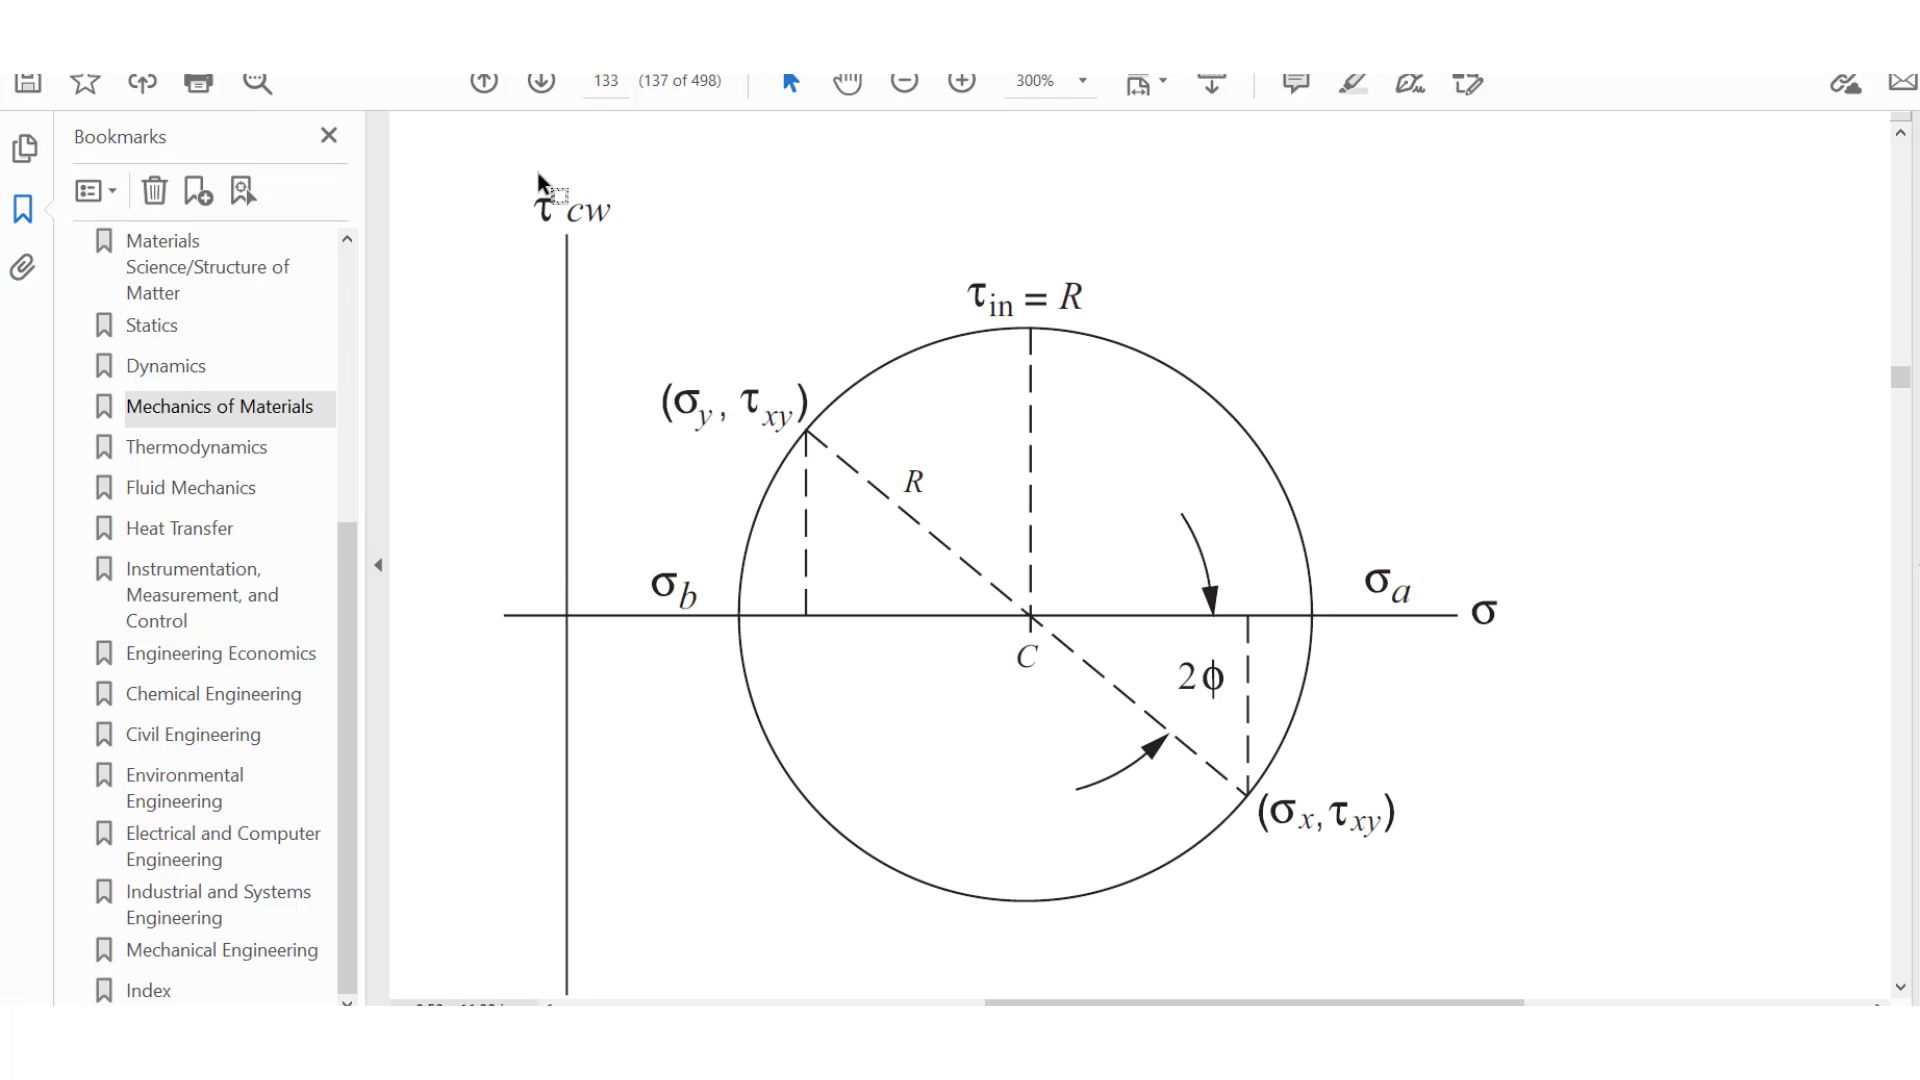 133 (137 of 498) 300%
Bookmarks
Materials
Science/Structure of
Matter
Statics
Dynamics
Mechanics of Materials
Thermodynamics
Fluid Mechanics
Heat Transfer
Instrumentation,
Measurement, and
Control
Engineering Economics
Chemical Engineering
Civil Engineering
Environmental
Engineering
Electrical and Computer
Engineering
Industrial and Systems
Engineering
Mechanical Engineering
Index
τ cw
τin = R
(σy, τxy)
R
σb
σa
σ
C
2ϕ
(σx, τxy)